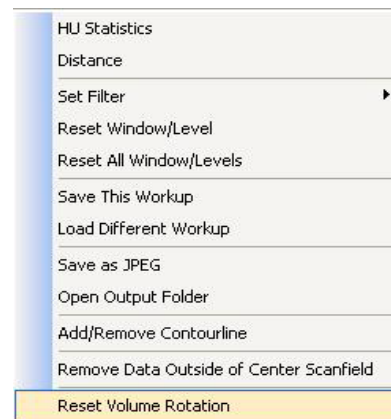 HU Statistics
Distance
Set Filter
Reset Window/Level
Reset All Window/Levels
Save This Workup
Load Different Workup
Save as JPEG
Open Output Folder
Add/Remove Contourline
Remove Data Outside of Center Scanfield
Reset Volume Rotation